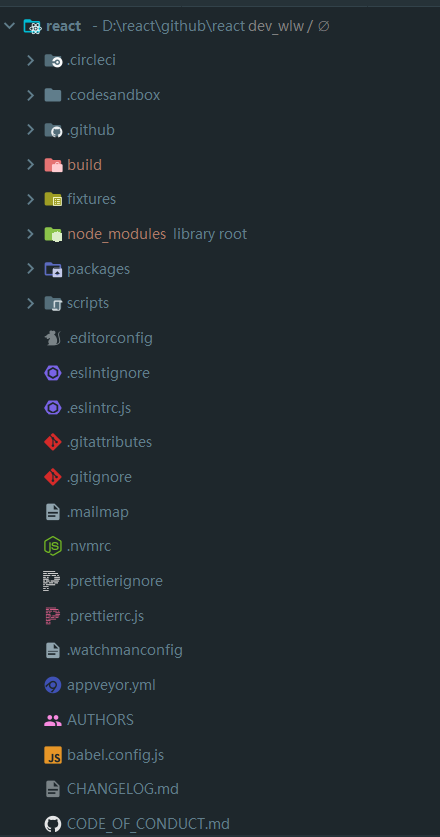 react - D:\react\github\react dev_wlw / ∅
.circleci
.codesandbox
.github
build
fixtures
node_modules library root
packages
scripts
.editorconfig
.eslintignore
.eslintrc.js
.gitattributes
.gitignore
.mailmap
.nvmrc
.prettierignore
.prettierrc.js
.watchmanconfig
appveyor.yml
AUTHORS
babel.config.js
CHANGELOG.md
CODE_OF_CONDUCT.md